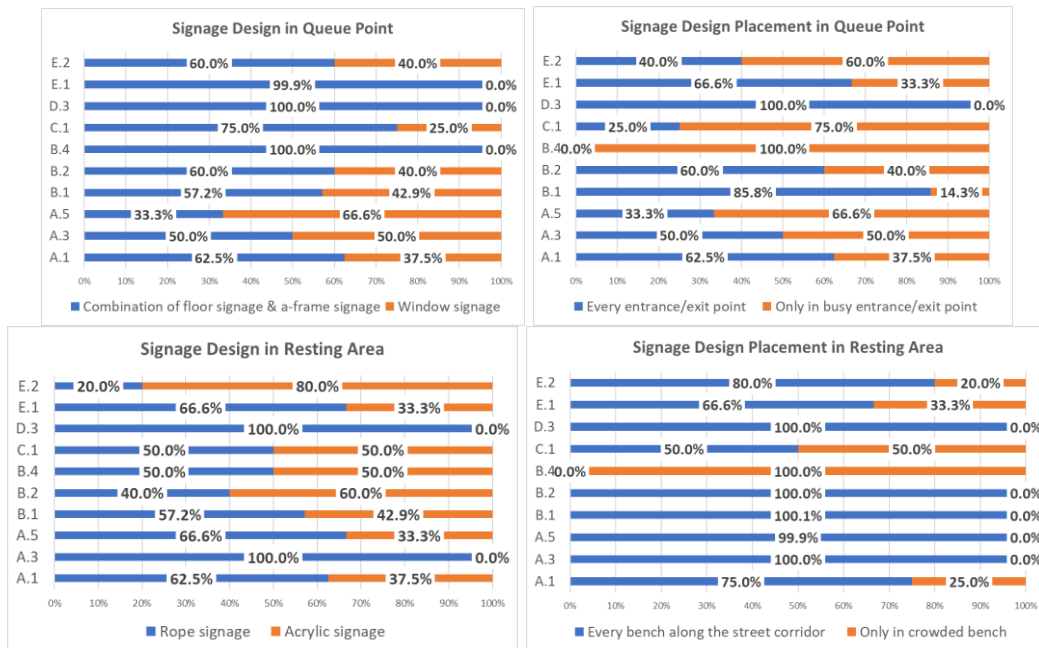 Signage Design in Queue Point
E.2 60.0% 40.0%
E.1 99.9% 0.0%
D.3 100.0% 0.0%
C.1 75.0% 25.0%
B.4 100.0% 0.0%
B.2 60.0% 40.0%
B.1 57.2% 42.9%
A.5 33.3% 66.6%
A.3 50.0% 50.0%
A.1 62.5% 37.5%
0% 10% 20% 30% 40% 50% 60% 70% 80% 90% 100%
Combination of floor signage & a-frame signage Window signage
Signage Design Placement in Queue Point
E.2 40.0% 60.0%
E.1 66.6% 33.3%
D.3 100.0% 0.0%
C.1 25.0% 75.0%
B.4 0.0% 100.0%
B.2 60.0% 40.0%
B.1 85.8% 14.3%
A.5 33.3% 66.6%
A.3 50.0% 50.0%
A.1 62.5% 37.5%
0% 10% 20% 30% 40% 50% 60% 70% 80% 90% 100%
Every entrance/exit point Only in busy entrance/exit point
Signage Design in Resting Area
E.2 20.0% 80.0%
E.1 66.6% 33.3%
D.3 100.0% 0.0%
C.1 50.0% 50.0%
B.4 50.0% 50.0%
B.2 40.0% 60.0%
B.1 57.2% 42.9%
A.5 66.6% 33.3%
A.3 100.0% 0.0%
A.1 62.5% 37.5%
0% 10% 20% 30% 40% 50% 60% 70% 80% 90% 100%
Rope signage Acrylic signage
Signage Design Placement in Resting Area
E.2 80.0% 20.0%
E.1 66.6% 33.3%
D.3 100.0% 0.0%
C.1 50.0% 50.0%
B.4 0.0% 100.0%
B.2 100.0% 0.0%
B.1 100.1% 0.0%
A.5 99.9% 0.0%
A.3 100.0% 0.0%
A.1 75.0% 25.0%
0% 10% 20% 30% 40% 50% 60% 70% 80% 90% 100%
Every bench along the street corridor Only in crowded bench